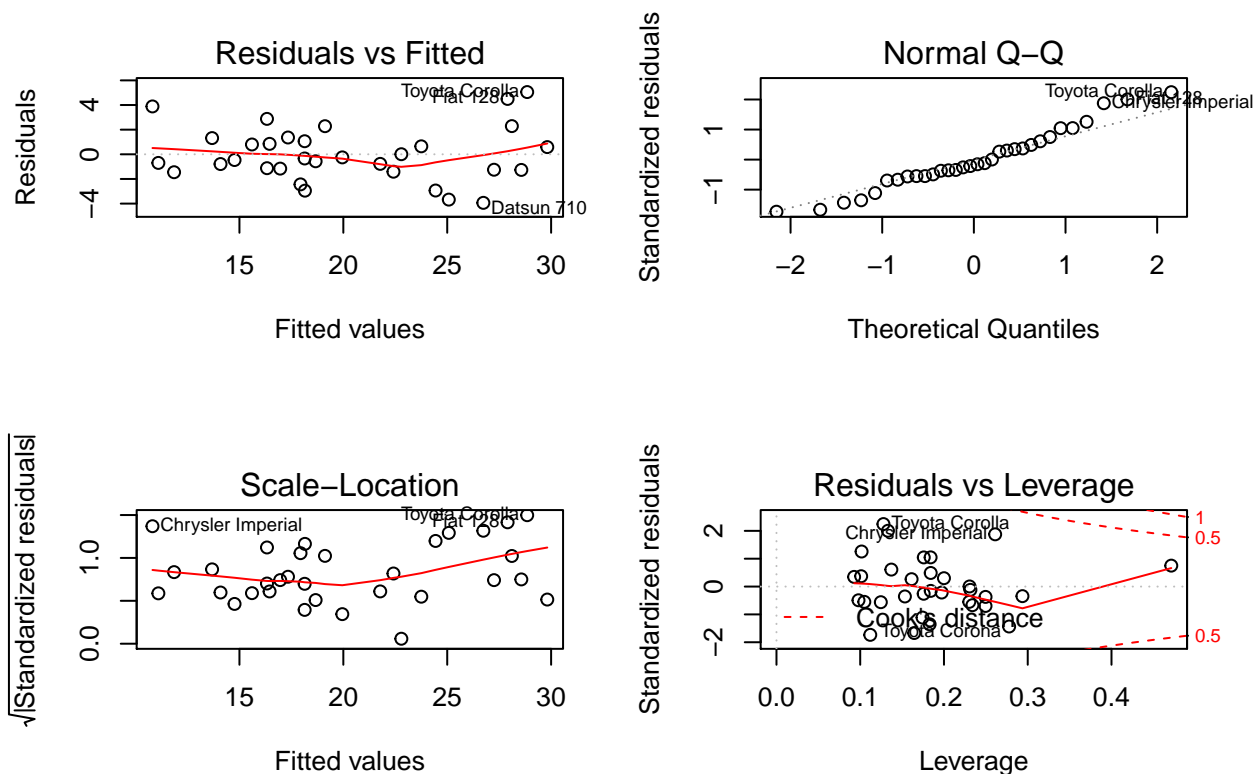 Residuals vs Fitted
Residuals
4
0
−4
Toyota Corolla
Fiat 128
Datsun 710
15
20
25
30
Fitted values
Normal Q−Q
Standardized residuals
1
−1
Toyota Corolla
Fiat 128
Chrysler Imperial
−2
−1
0
1
2
Theoretical Quantiles
Scale−Location
√|Standardized residuals|
1.0
0.0
Toyota Corolla
Fiat 128
Chrysler Imperial
15
20
25
30
Fitted values
Residuals vs Leverage
Standardized residuals
2
0
−2
Toyota Corolla
Chrysler Imperial
Cook's distance
Toyota Corona
1
0.5
0.5
0.0
0.1
0.2
0.3
0.4
Leverage